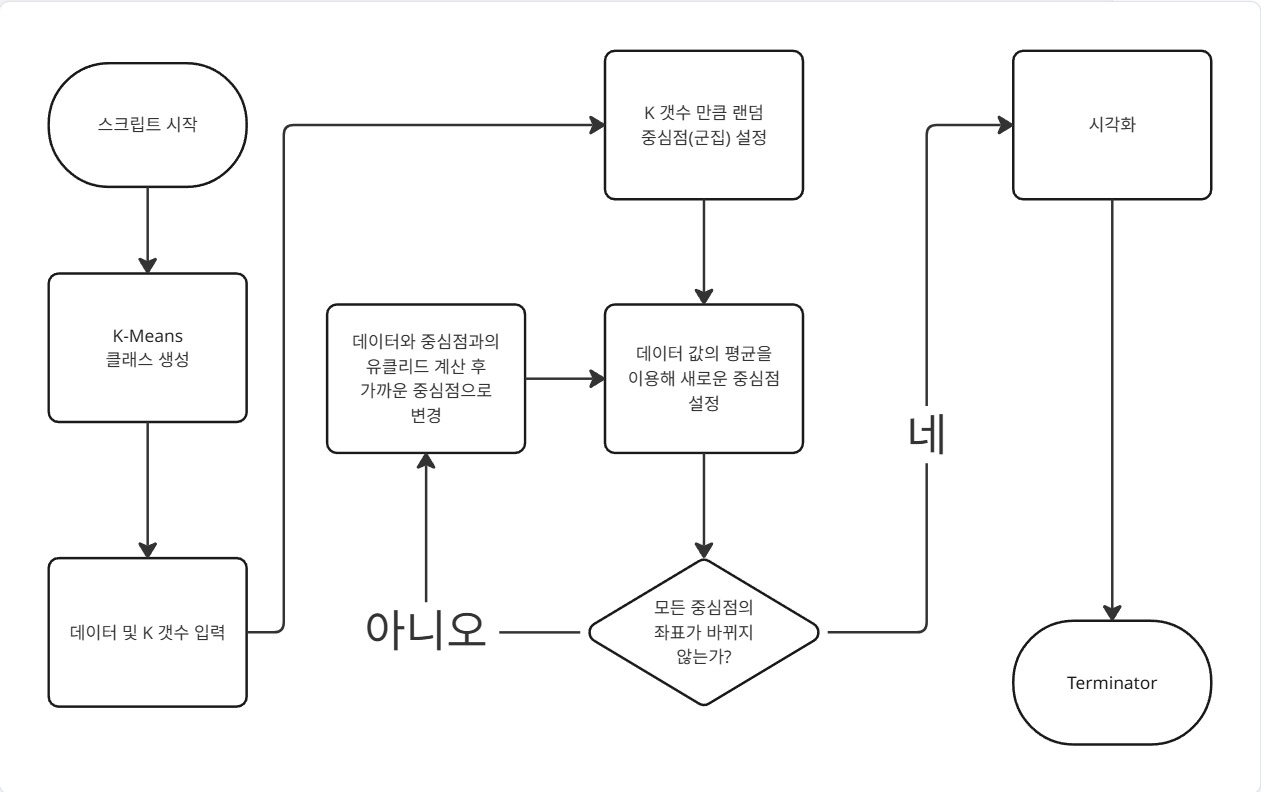 스크립트 시작
K-Means
클래스 생성
데이터 및 K 갯수 입력
K 갯수 만큼 랜덤
중심점(군집) 설정
데이터와 중심점과의
유클리드 계산 후
가까운 중심점으로
변경
데이터 값의 평균을
이용해 새로운 중심점
설정
모든 중심점의
좌표가 바뀌지
않는가?
아니오
네
시각화
Terminator